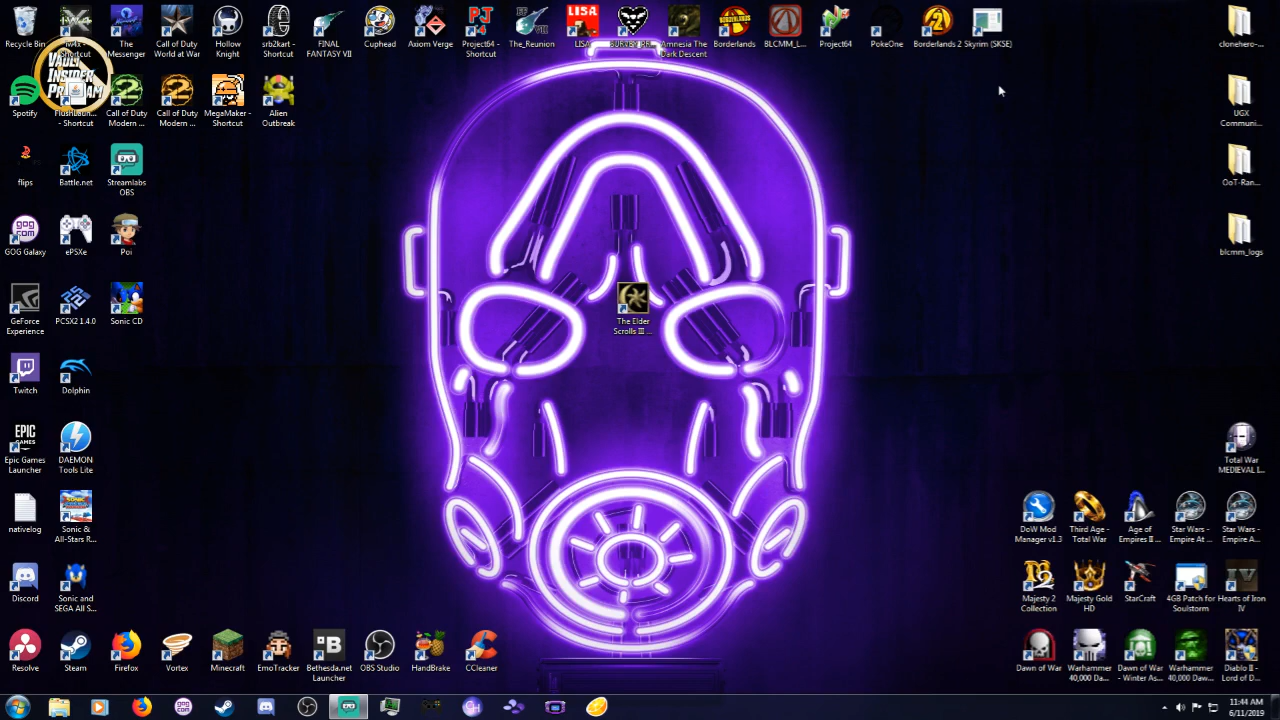 Recycle Bin
iw4x - Shortcut
The Messenger
Call of Duty World at War
Hollow Knight
srb2kart - Shortcut
FINAL FANTASY VII
Cuphead
Axiom Verge
Project64 - Shortcut
The_Reunion
LISA
Amnesia The Dark Descent
Borderlands
BLCMM_L...
Project64
PokeOne
Borderlands 2
Skyrim (SKSE)
clonehero-...
VAULT
INSIDER
PROGRAM
Spotify
- Shortcut
Call of Duty Modern ...
Call of Duty Modern ...
MegaMaker - Shortcut
Alien Outbreak
UGX Communi...
flips
Battle.net
Streamlabs OBS
OoT-Ran...
GOG Galaxy
ePSXe
Poi
blcmm_logs
GeForce Experience
PCSX2 1.4.0
Sonic CD
The Elder Scrolls III ...
Twitch
Dolphin
Epic Games Launcher
DAEMON Tools Lite
Total War MEDIEVAL I...
nativelog
Sonic & All-Stars R...
DoW Mod Manager v1.3
Third Age - Total War
Age of Empires II ...
Star Wars - Empire At ...
Star Wars - Empire A...
Discord
Sonic and SEGA All S...
Majesty 2 Collection
Majesty Gold HD
StarCraft
4GB Patch for Soulstorm
Hearts of Iron IV
Resolve
Steam
Firefox
Vortex
Minecraft
EmoTracker
Bethesda.net Launcher
OBS Studio
HandBrake
CCleaner
Dawn of War
Warhammer 40,000 Da...
Dawn of War - Winter As...
Warhammer 40,000 Daw...
Diablo II - Lord of D...
11:44 AM
6/11/2019